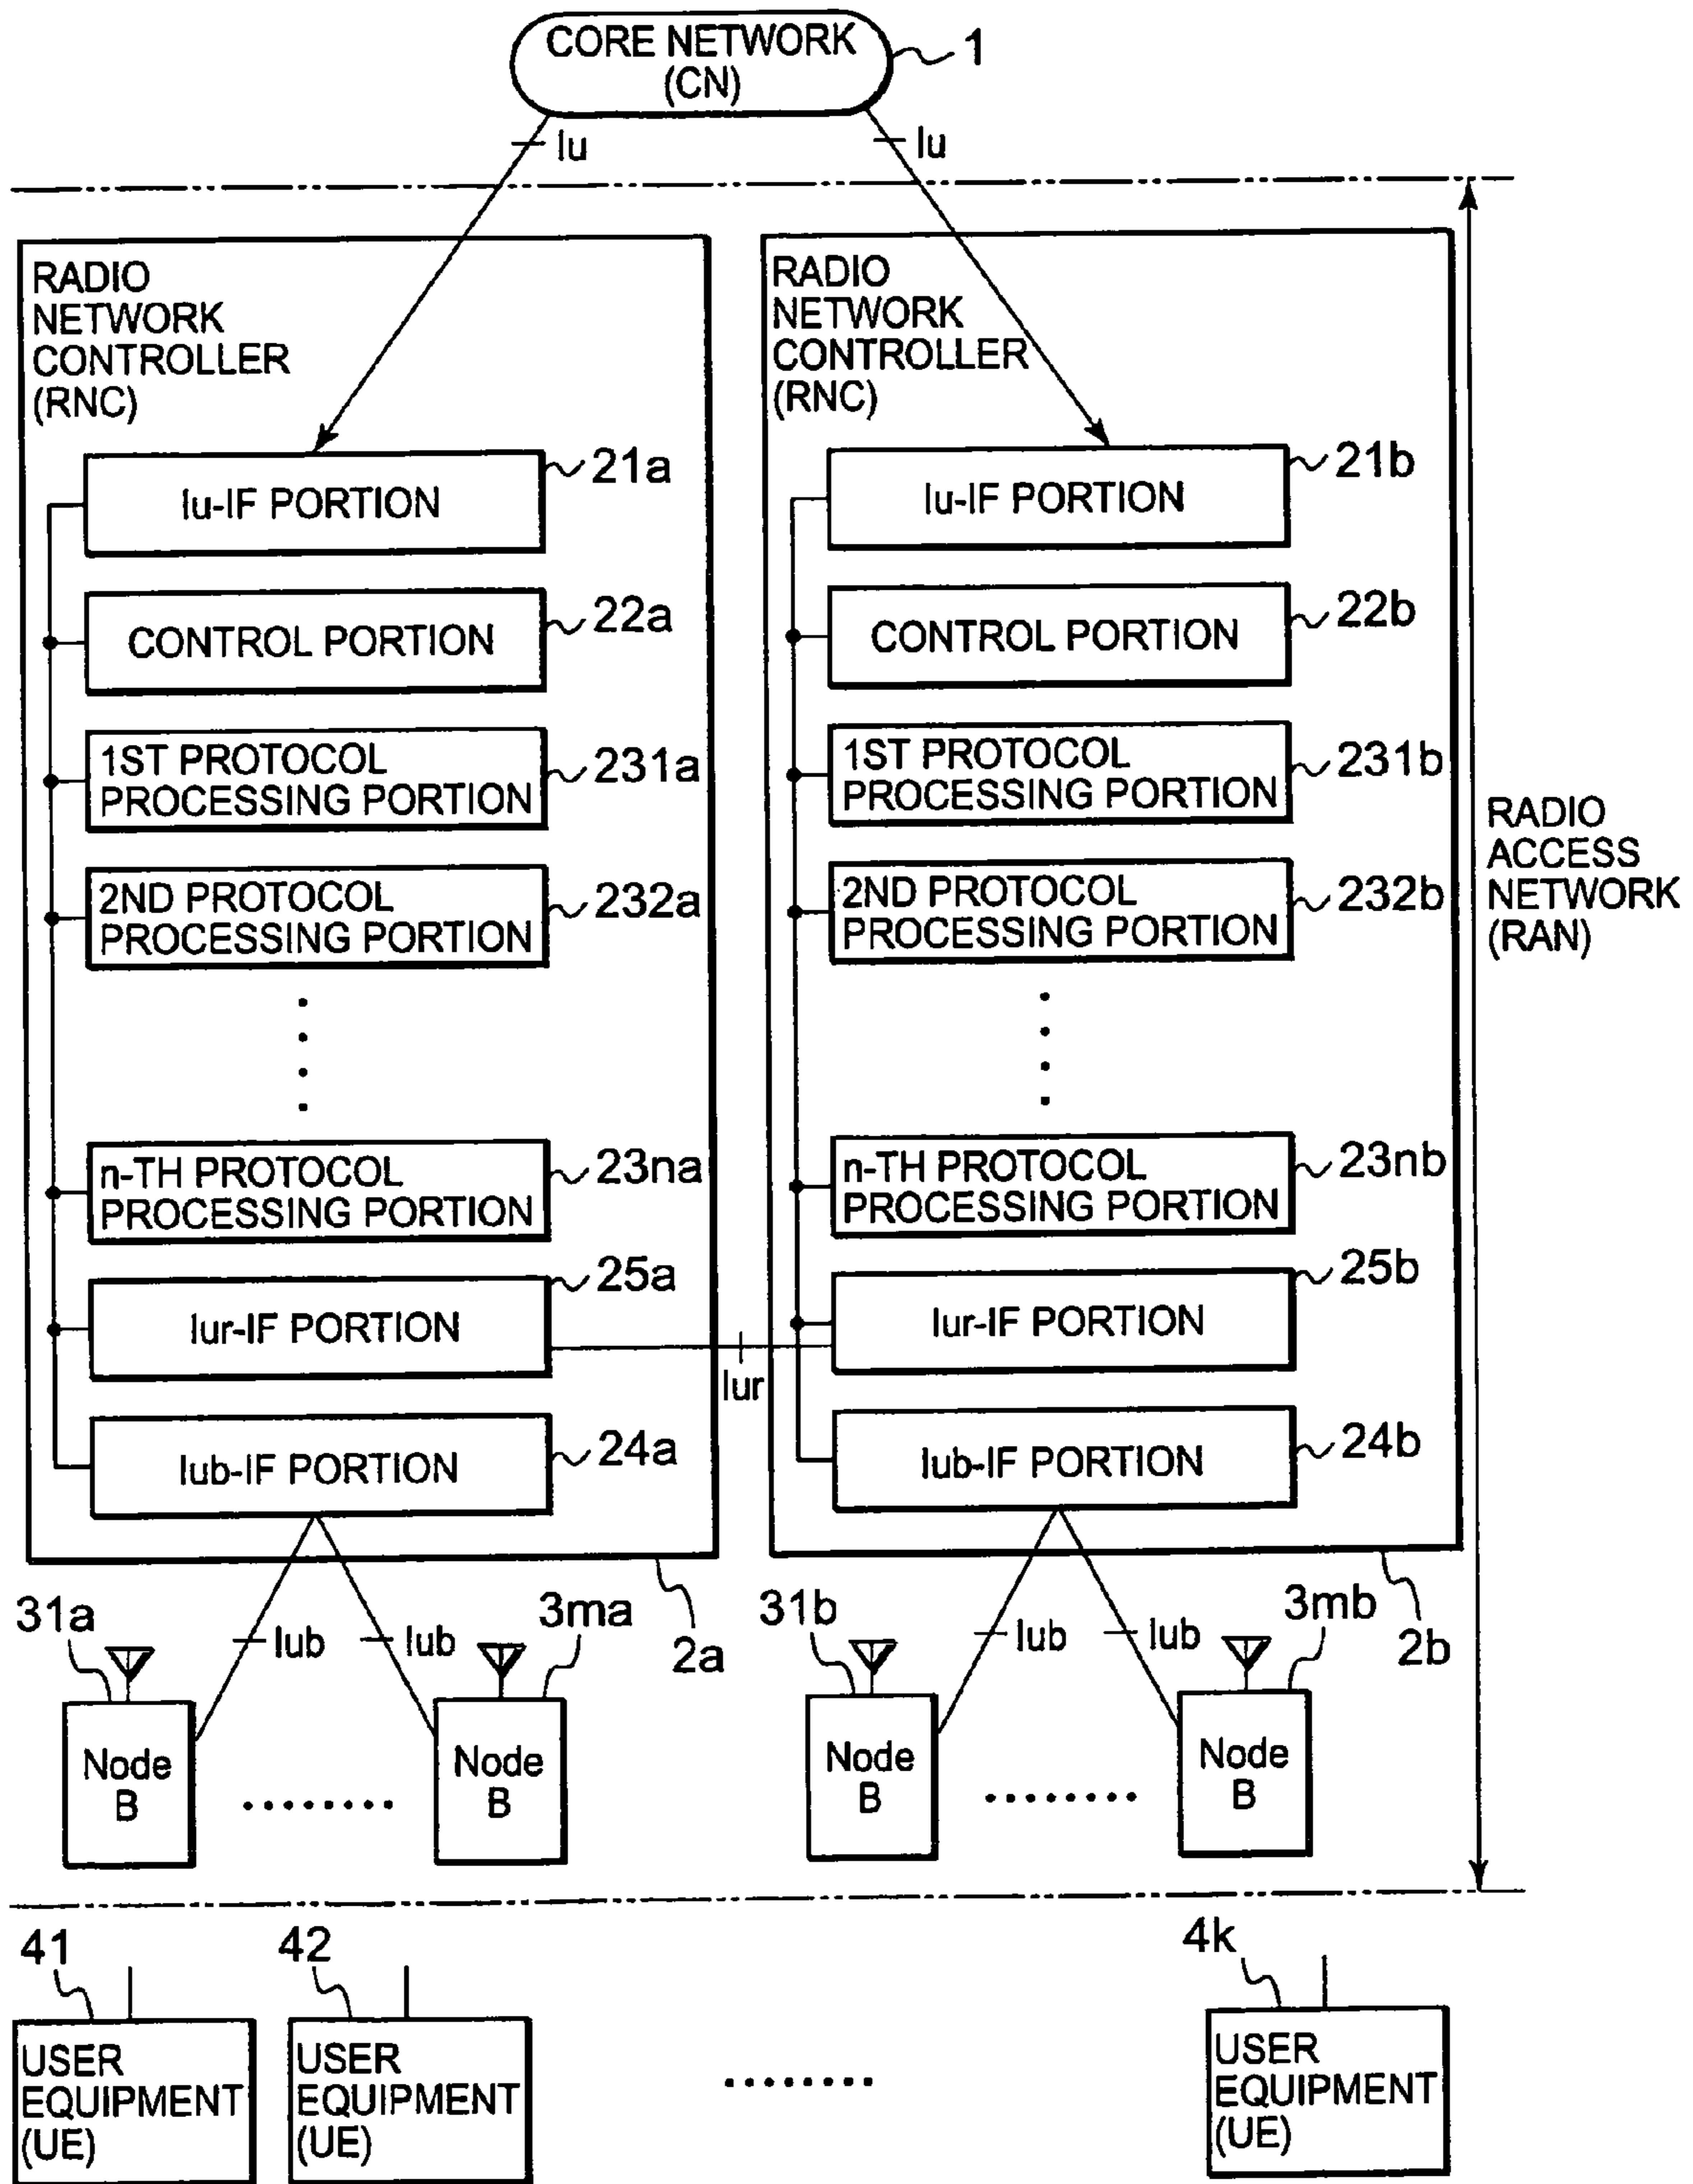 CORE NETWORK
(CN)
1
Iu
Iu
RADIO
NETWORK
CONTROLLER
(RNC)
21a
Iu-IF PORTION
22a
CONTROL PORTION
1ST PROTOCOL
PROCESSING PORTION
231a
2ND PROTOCOL
PROCESSING PORTION
232a
n-TH PROTOCOL
PROCESSING PORTION
23na
25a
Iur-IF PORTION
Iur
24a
Iub-IF PORTION
2a
RADIO
NETWORK
CONTROLLER
(RNC)
21b
Iu-IF PORTION
22b
CONTROL PORTION
1ST PROTOCOL
PROCESSING PORTION
231b
2ND PROTOCOL
PROCESSING PORTION
232b
n-TH PROTOCOL
PROCESSING PORTION
23nb
25b
Iur-IF PORTION
24b
Iub-IF PORTION
2b
RADIO
ACCESS
NETWORK
(RAN)
31a
Iub
Iub
3ma
Node
B
Node
B
31b
Iub
Iub
3mb
Node
B
Node
B
41
USER
EQUIPMENT
(UE)
42
USER
EQUIPMENT
(UE)
4k
USER
EQUIPMENT
(UE)